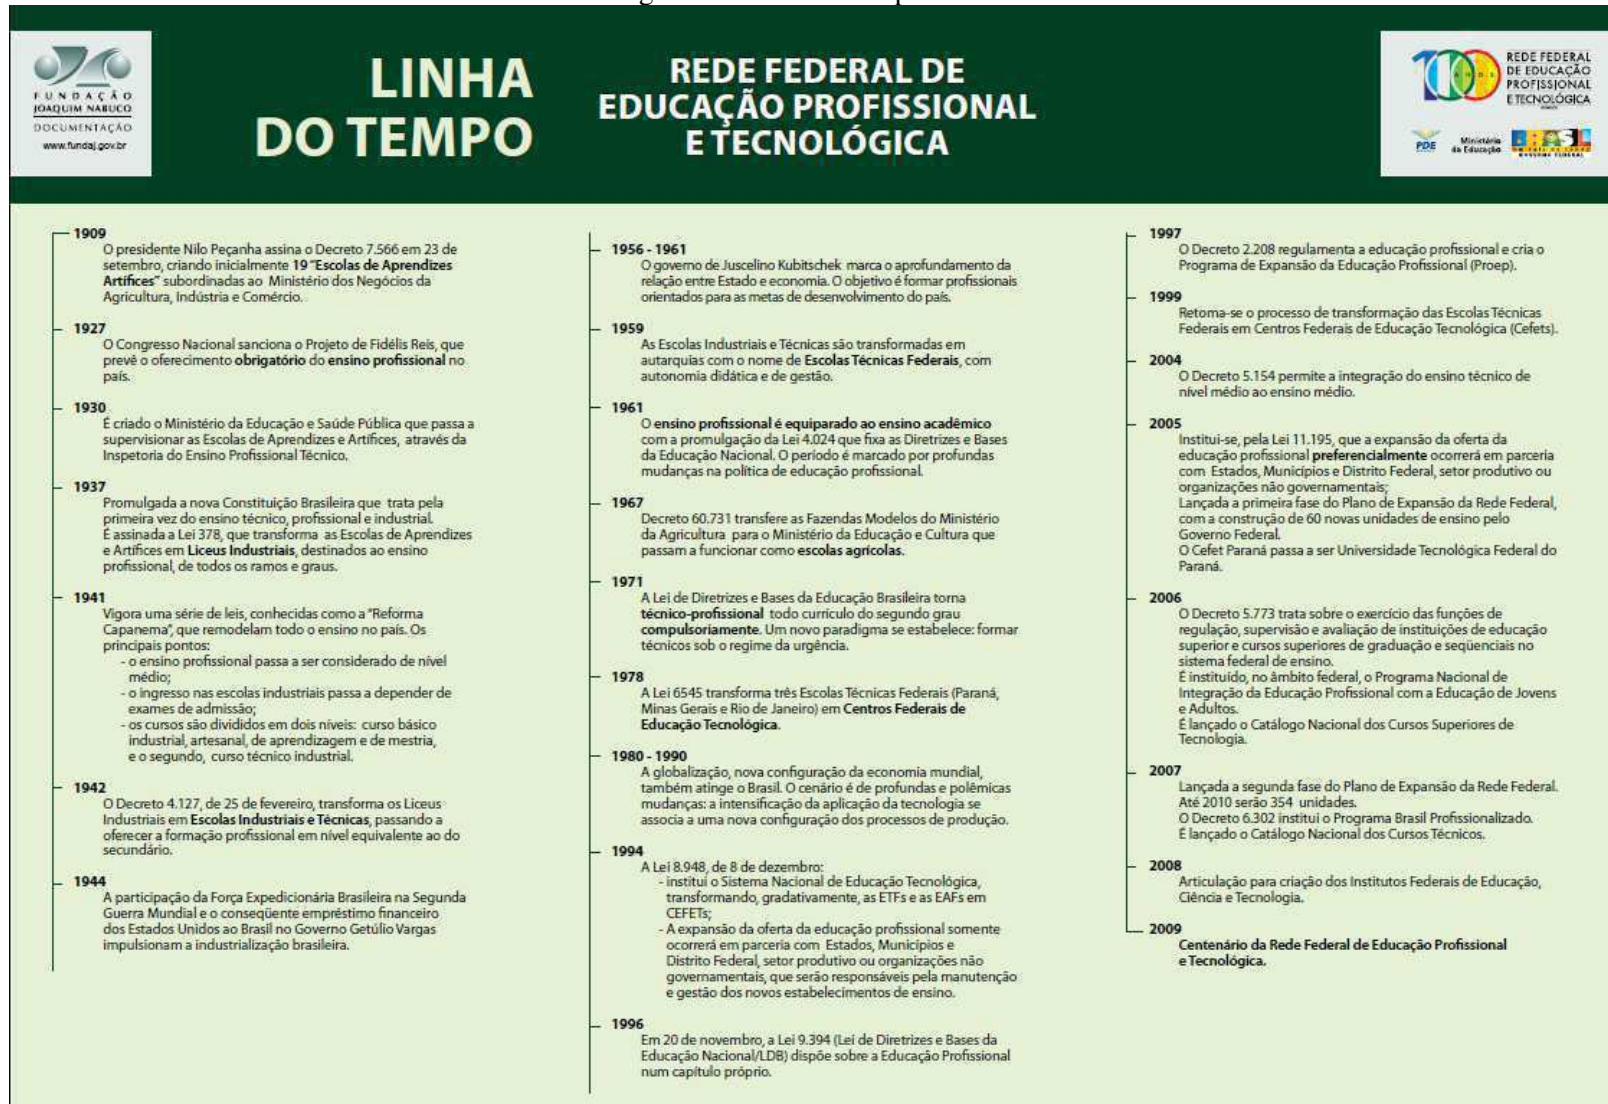 FUNDAÇÃO
JOAQUIM NABUCO
DOCUMENTAÇÃO
www.fundaj.gov.br
LINHA
DO TEMPO
REDE FEDERAL DE
EDUCAÇÃO PROFISSIONAL
E TECNOLÓGICA
100
ANOS
REDE FEDERAL
DE EDUCAÇÃO
PROFISSIONAL
E TECNOLÓGICA
PDE
Ministério
da Educação
BRASIL
1909
O presidente Nilo Peçanha assina o Decreto 7.566 em 23 de
setembro, criando inicialmente 19 "Escolas de Aprendizes
Artífices" subordinadas ao Ministério dos Negócios da
Agricultura, Indústria e Comércio.
1927
O Congresso Nacional sanciona o Projeto de Fidélis Reis, que
prevê o oferecimento obrigatório do ensino profissional no
país.
1930
É criado o Ministério da Educação e Saúde Pública que passa a
supervisionar as Escolas de Aprendizes e Artífices, através da
Inspetoria do Ensino Profissional Técnico.
1937
Promulgada a nova Constituição Brasileira que trata pela
primeira vez do ensino técnico, profissional e industrial.
É assinada a Lei 378, que transforma as Escolas de Aprendizes
e Artífices em Liceus Industriais, destinados ao ensino
profissional, de todos os ramos e graus.
1941
Vigora uma série de leis, conhecidas como a "Reforma
Capanema", que remodelam todo o ensino no país. Os
principais pontos:
- o ensino profissional passa a ser considerado de nível
médio;
- o ingresso nas escolas industriais passa a depender de
exames de admissão;
- os cursos são divididos em dois níveis: curso básico
industrial, artesanal, de aprendizagem e de mestria,
e o segundo, curso técnico industrial.
1942
O Decreto 4.127, de 25 de fevereiro, transforma os Liceus
Industriais em Escolas Industriais e Técnicas, passando a
oferecer a formação profissional em nível equivalente ao do
secundário.
1944
A participação da Força Expedicionária Brasileira na Segunda
Guerra Mundial e o conseqüente empréstimo financeiro
dos Estados Unidos ao Brasil no Governo Getúlio Vargas
impulsionam a industrialização brasileira.
1956 - 1961
O governo de Juscelino Kubitschek marca o aprofundamento da
relação entre Estado e economia. O objetivo é formar profissionais
orientados para as metas de desenvolvimento do país.
1959
As Escolas Industriais e Técnicas são transformadas em
autarquias com o nome de Escolas Técnicas Federais, com
autonomia didática e de gestão.
1961
O ensino profissional é equiparado ao ensino acadêmico
com a promulgação da Lei 4.024 que fixa as Diretrizes e Bases
da Educação Nacional. O período é marcado por profundas
mudanças na política de educação profissional.
1967
Decreto 60.731 transfere as Fazendas Modelos do Ministério
da Agricultura para o Ministério da Educação e Cultura que
passam a funcionar como escolas agrícolas.
1971
A Lei de Diretrizes e Bases da Educação Brasileira torna
técnico-profissional todo currículo do segundo grau
compulsoriamente. Um novo paradigma se estabelece: formar
técnicos sob o regime da urgência.
1978
A Lei 6545 transforma três Escolas Técnicas Federais (Paraná,
Minas Gerais e Rio de Janeiro) em Centros Federais de
Educação Tecnológica.
1980 - 1990
A globalização, nova configuração da economia mundial,
também atinge o Brasil. O cenário é de profundas e polêmicas
mudanças: a intensificação da aplicação da tecnologia se
associa a uma nova configuração dos processos de produção.
1994
A Lei 8.948, de 8 de dezembro:
- institui o Sistema Nacional de Educação Tecnológica,
transformando, gradativamente, as ETFs e as EAFs em
CEFETs;
- A expansão da oferta da educação profissional somente
ocorrerá em parceria com Estados, Municípios e
Distrito Federal, setor produtivo ou organizações não
governamentais, que serão responsáveis pela manutenção
e gestão dos novos estabelecimentos de ensino.
1996
Em 20 de novembro, a Lei 9.394 (Lei de Diretrizes e Bases da
Educação Nacional/LDB) dispõe sobre a Educação Profissional
num capítulo próprio.
1997
O Decreto 2.208 regulamenta a educação profissional e cria o
Programa de Expansão da Educação Profissional (Proep).
1999
Retoma-se o processo de transformação das Escolas Técnicas
Federais em Centros Federais de Educação Tecnológica (Cefets).
2004
O Decreto 5.154 permite a integração do ensino técnico de
nível médio ao ensino médio.
2005
Institui-se, pela Lei 11.195, que a expansão da oferta da
educação profissional preferencialmente ocorrerá em parceria
com Estados, Municípios e Distrito Federal, setor produtivo ou
organizações não governamentais;
Lançada a primeira fase do Plano de Expansão da Rede Federal,
com a construção de 60 novas unidades de ensino pelo
Governo Federal.
O Cefet Paraná passa a ser Universidade Tecnológica Federal do
Paraná.
2006
O Decreto 5.773 trata sobre o exercício das funções de
regulação, supervisão e avaliação de instituições de educação
superior e cursos superiores de graduação e seqüenciais no
sistema federal de ensino.
É instituído, no âmbito federal, o Programa Nacional de
Integração da Educação Profissional com a Educação de Jovens
e Adultos.
É lançado o Catálogo Nacional dos Cursos Superiores de
Tecnologia.
2007
Lançada a segunda fase do Plano de Expansão da Rede Federal.
Até 2010 serão 354 unidades.
O Decreto 6.302 institui o Programa Brasil Profissionalizado.
É lançado o Catálogo Nacional dos Cursos Técnicos.
2008
Articulação para criação dos Institutos Federais de Educação,
Ciência e Tecnologia.
2009
Centenário da Rede Federal de Educação Profissional
e Tecnológica.